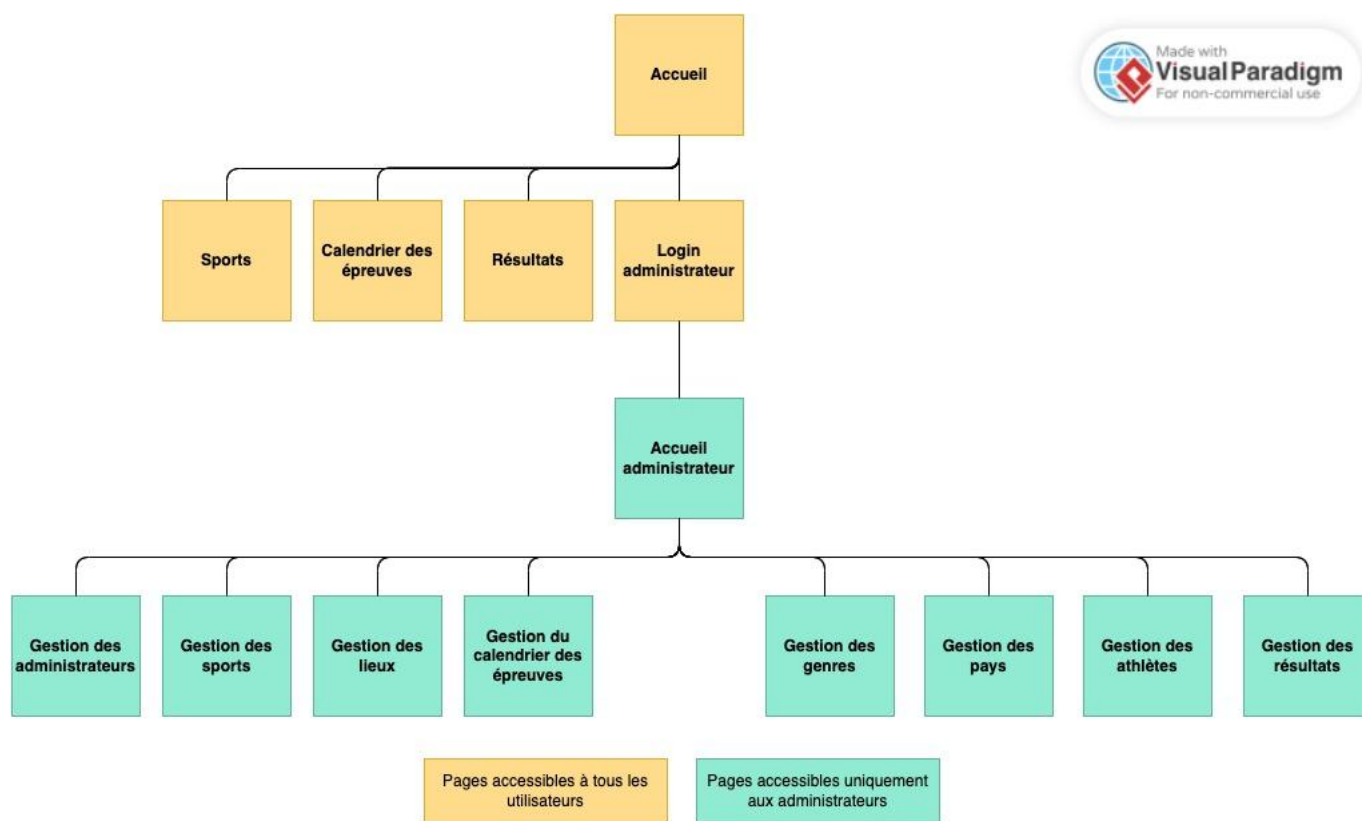 Made with
Visual Paradigm
For non-commercial use
Accueil
Sports
Calendrier des
épreuves
Résultats
Login
administrateur
Accueil
administrateur
Gestion des
administrateurs
Gestion des
sports
Gestion des
lieux
Gestion du
calendrier des
épreuves
Gestion des
genres
Gestion des
pays
Gestion des
athlètes
Gestion des
résultats
Pages accessibles à tous les
utilisateurs
Pages accessibles uniquement
aux administrateurs